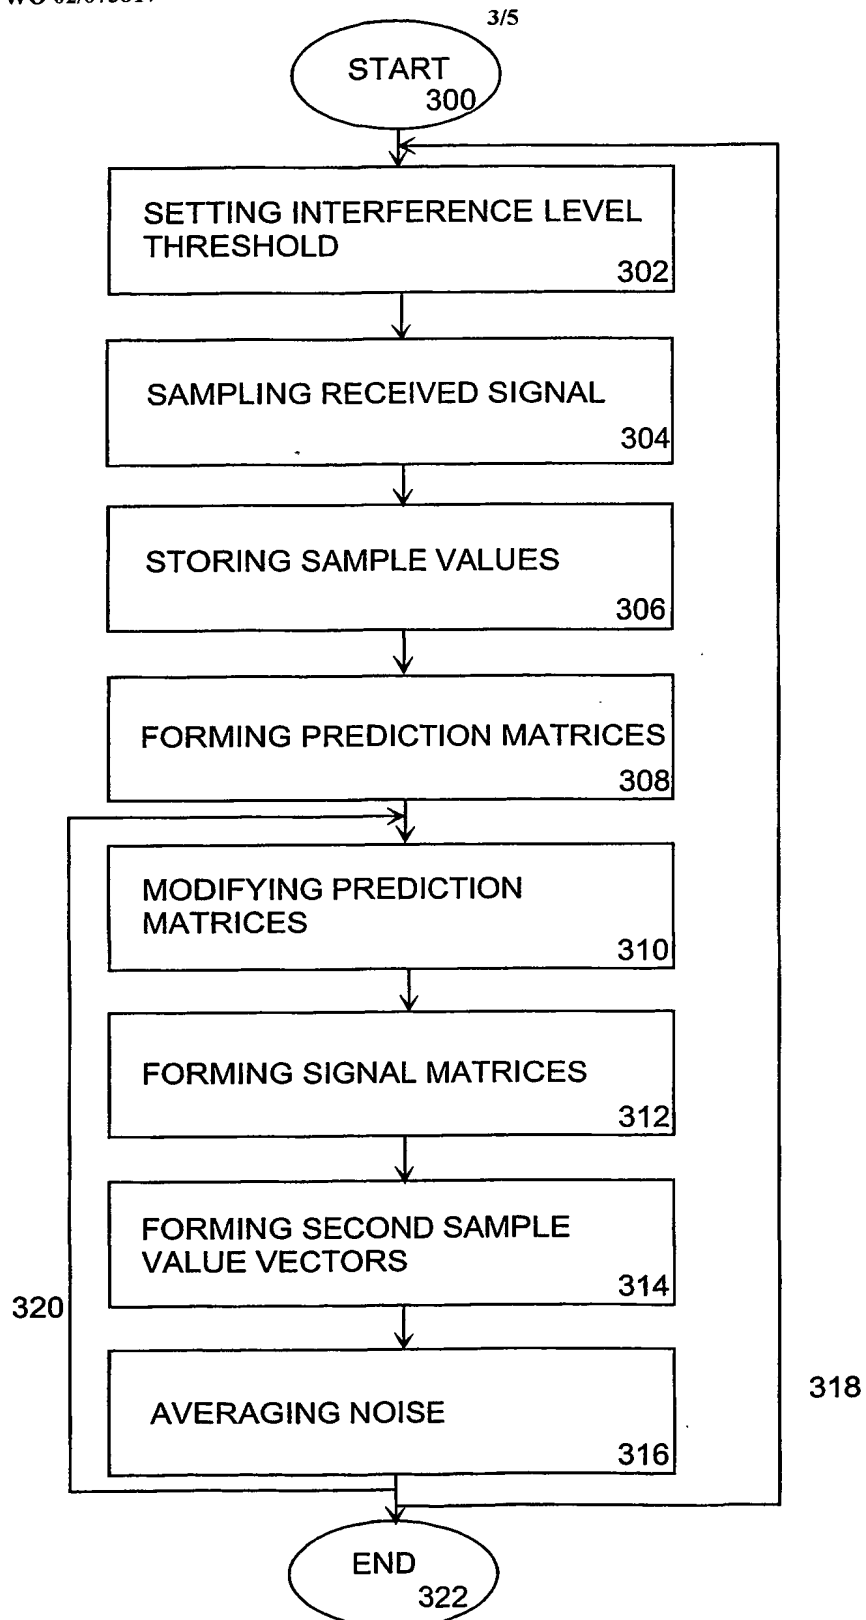 3/5
START
300
SETTING INTERFERENCE LEVEL
THRESHOLD
302
SAMPLING RECEIVED SIGNAL
304
STORING SAMPLE VALUES
306
FORMING PREDICTION MATRICES
308
MODIFYING PREDICTION
MATRICES
310
FORMING SIGNAL MATRICES
312
FORMING SECOND SAMPLE
VALUE VECTORS
314
320
AVERAGING NOISE
316
318
END
322